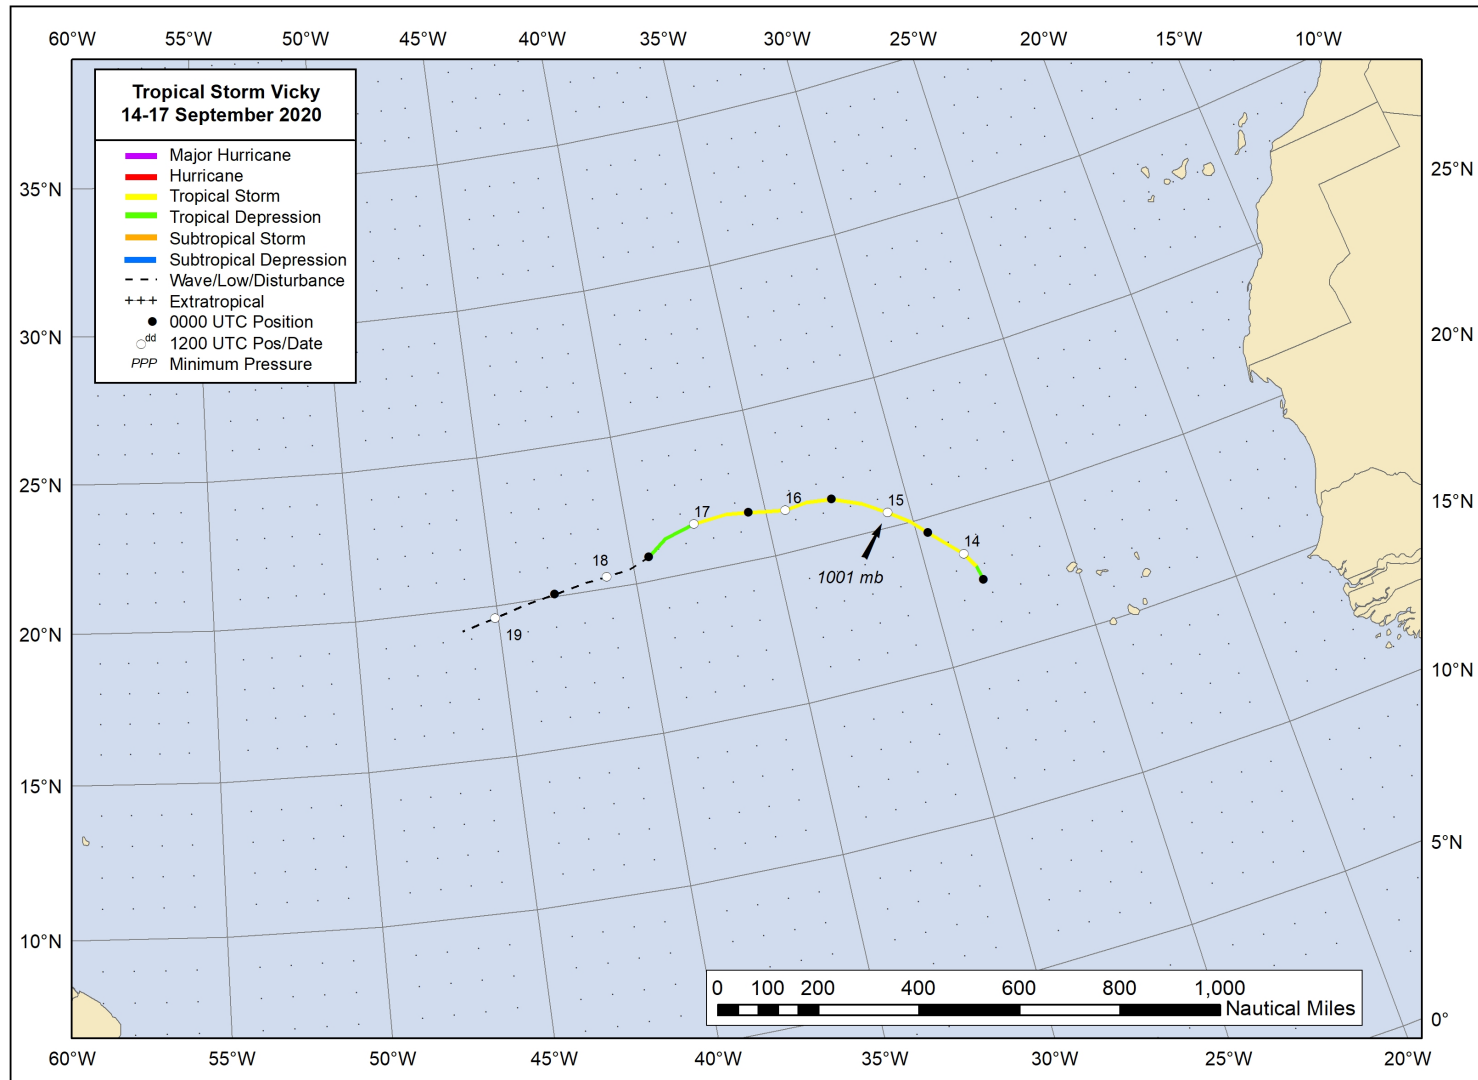 60°W 55°W 50°W 45°W 40°W 35°W 30°W 25°W 20°W 15°W 10°W
Tropical Storm Vicky
14-17 September 2020
Major Hurricane
Hurricane
Tropical Storm
Tropical Depression
Subtropical Storm
Subtropical Depression
Wave/Low/Disturbance
+++ Extratropical
0000 UTC Position
dd 1200 UTC Pos/Date
PPP Minimum Pressure
35°N
30°N
25°N
20°N
15°N
10°N
25°N
20°N
15°N
10°N
5°N
0°
19
18
17
16
15
14
1001 mb
0 100 200 400 600 800 1,000
Nautical Miles
60°W 55°W 50°W 45°W 40°W 35°W 30°W 25°W 20°W